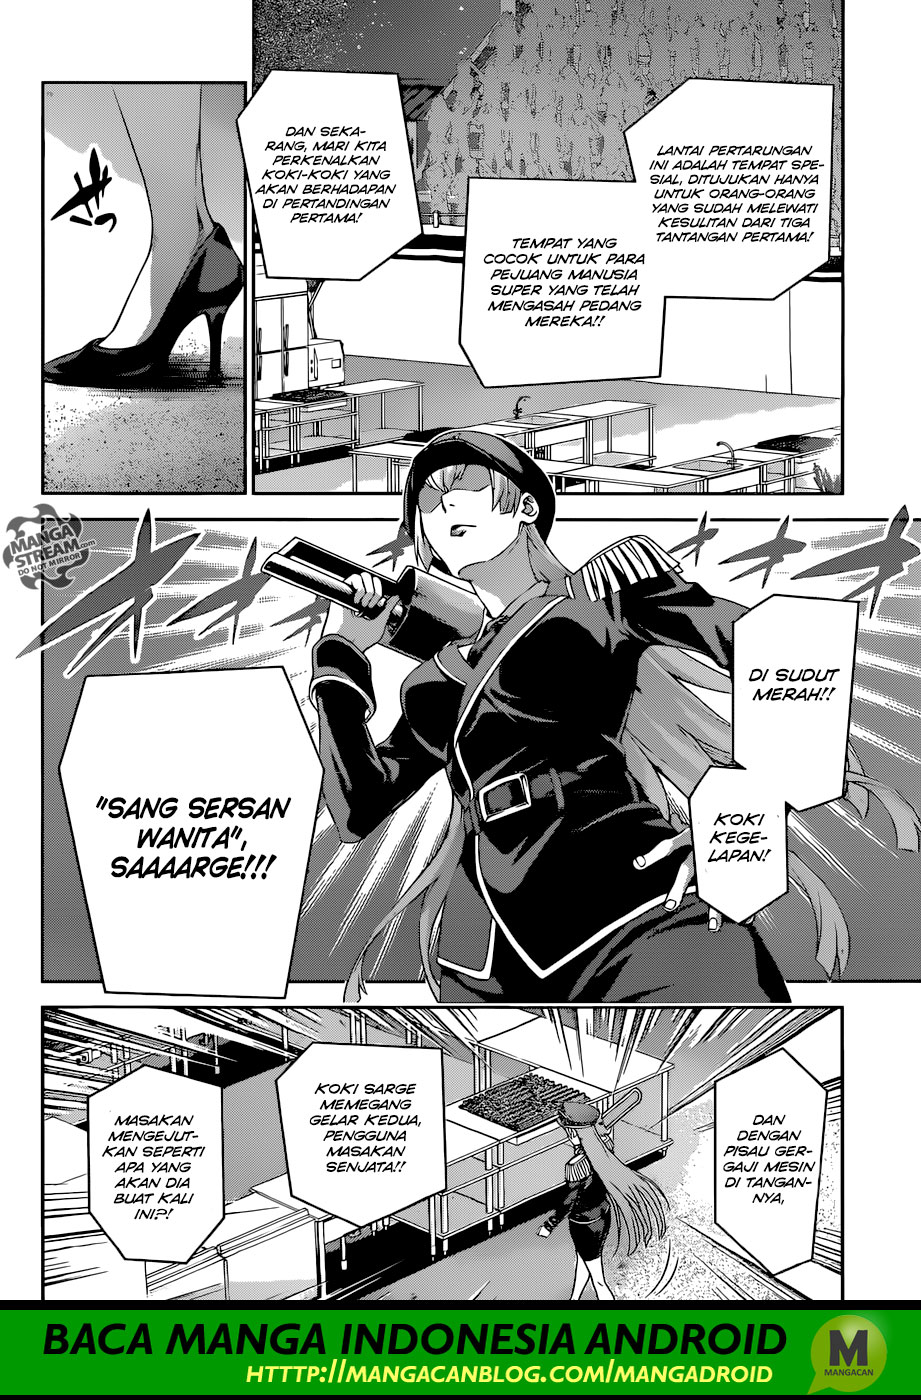 LANTAI PERTARUNGAN
INI ADALAH TEMPAT SPE-
SIAL, DITUJUKAN HANYA
UNTUK ORANG-ORANG
YANG SUDAH MELEWATI
KESULITAN DARI TIGA
TANTANGAN PERTAMA!
TEMPAT YANG
COCOK UNTUK PARA
PEJUANG MANUSIA
SUPER YANG TELAH
MENGASAH PEDANG
MEREKA!!
DAN SEKA-
RANG, MARI KITA
PERKENALKAN
KOKI-KOKI YANG
AKAN BERHADAPAN
DI PERTANDINGAN
PERTAMA!
MANGA
STREAM.com
DO NOT MIRROR!
DI SUDUT
MERAH!!
KOKI
KEGE-
LAPAN!
"SANG SERSAN
WANITA",
SAAAARGE!!!
DAN
DENGAN
PISAU GER-
GAJI MESIN
DI TANGAN-
NYA,
KOKI SARGE
MEMEGANG
GELAR KEDUA,
PENGGUNA
MASAKAN
SENJATA!!
MASAKAN
MENGEJUT-
KAN SEPERTI
APA YANG
AKAN DIA
BUAT KALI
INI?!
BACA MANGA INDONESIA ANDROID
HTTTP://MANGACANBLOG.COM/MANGADROID
M
MANGACAN